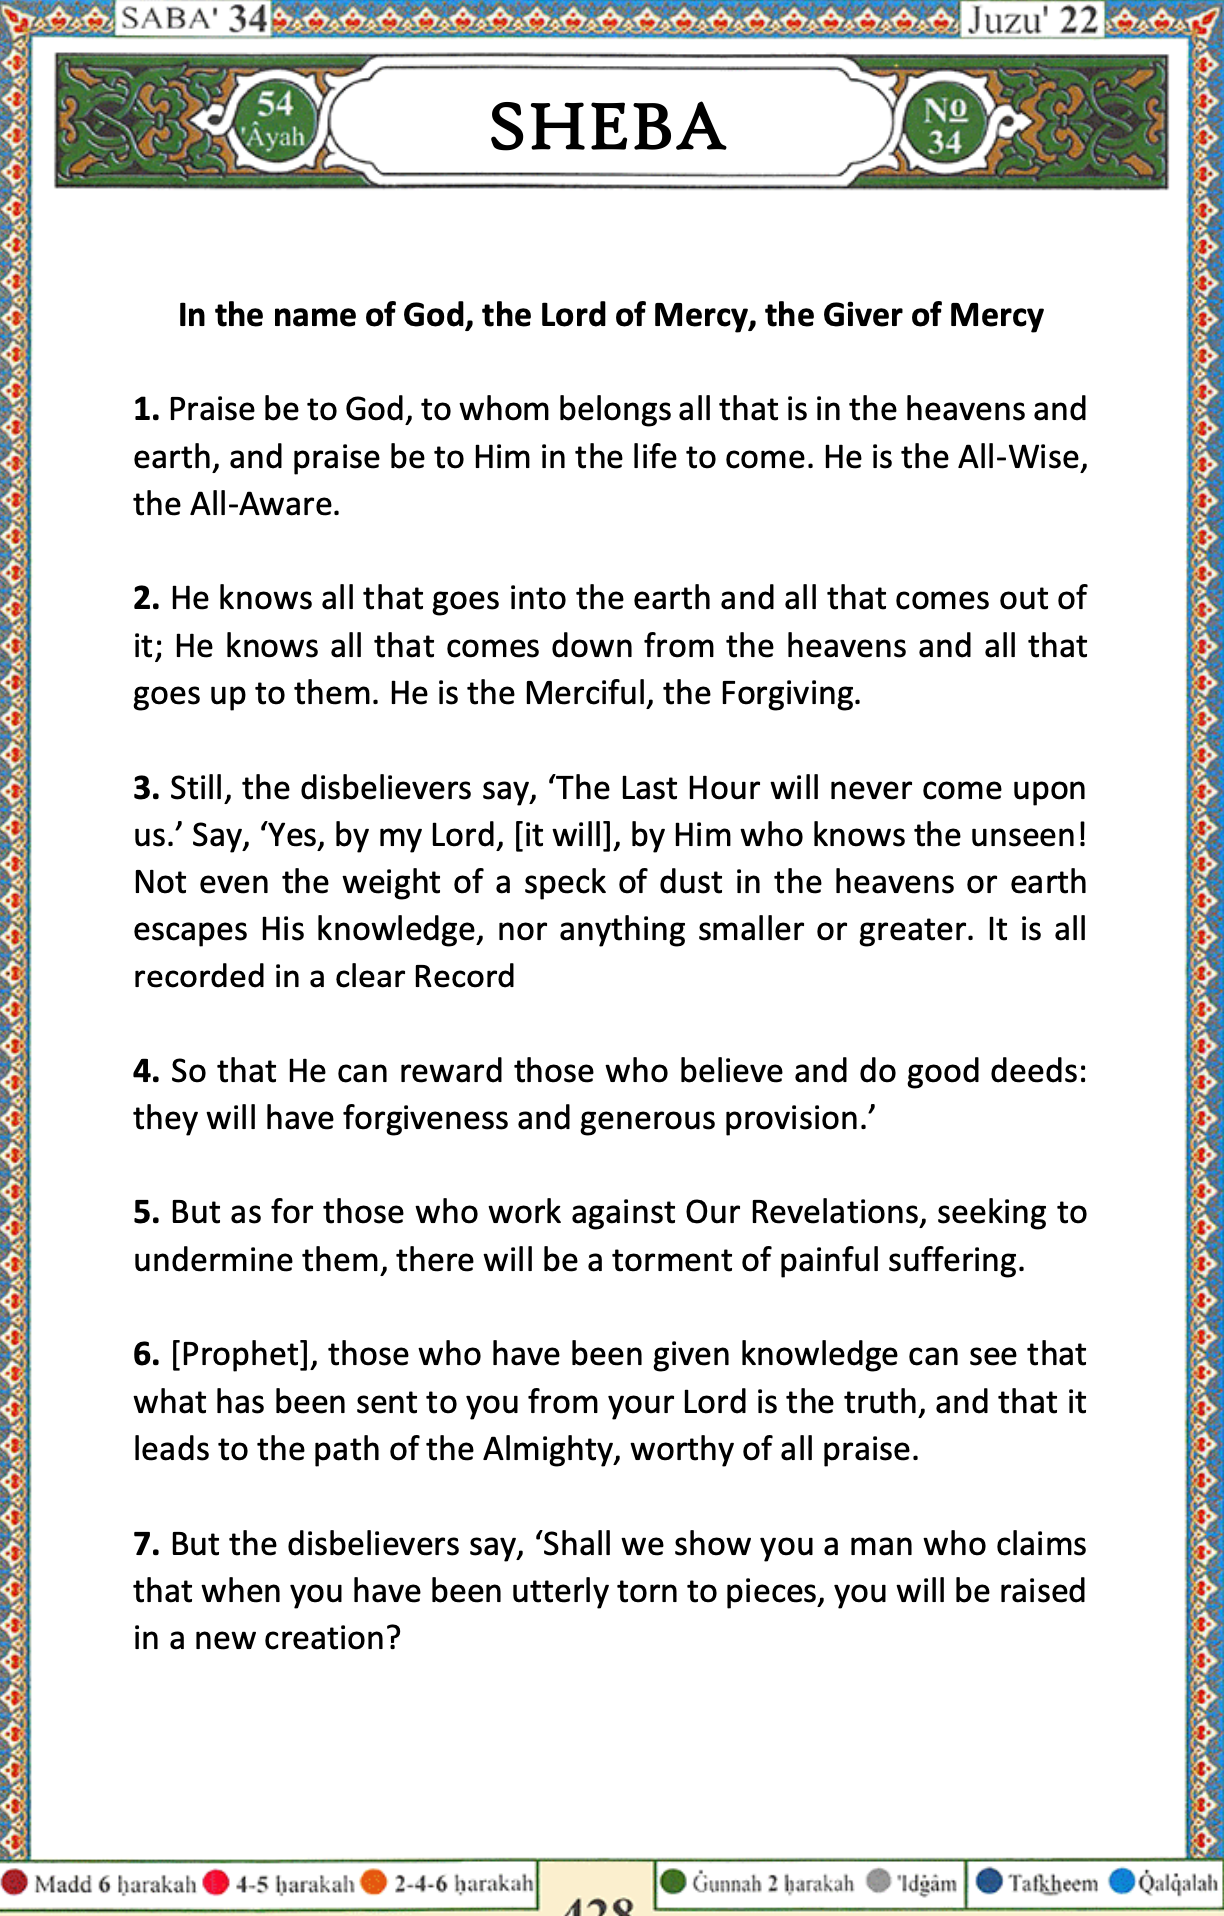 SABA' 34 Juzu' 22
54 'Âyah
SHEBA
No 34
In the name of God, the Lord of Mercy, the Giver of Mercy
1. Praise be to God, to whom belongs all that is in the heavens and
earth, and praise be to Him in the life to come. He is the All-Wise,
the All-Aware.
2. He knows all that goes into the earth and all that comes out of
it; He knows all that comes down from the heavens and all that
goes up to them. He is the Merciful, the Forgiving.
3. Still, the disbelievers say, ‘The Last Hour will never come upon
us.’ Say, ‘Yes, by my Lord, [it will], by Him who knows the unseen!
Not even the weight of a speck of dust in the heavens or earth
escapes His knowledge, nor anything smaller or greater. It is all
recorded in a clear Record
4. So that He can reward those who believe and do good deeds:
they will have forgiveness and generous provision.’
5. But as for those who work against Our Revelations, seeking to
undermine them, there will be a torment of painful suffering.
6. [Prophet], those who have been given knowledge can see that
what has been sent to you from your Lord is the truth, and that it
leads to the path of the Almighty, worthy of all praise.
7. But the disbelievers say, ‘Shall we show you a man who claims
that when you have been utterly torn to pieces, you will be raised
in a new creation?
Madd 6 ḥarakah 4-5 ḥarakah 2-4-6 ḥarakah 428 Ġunnah 2 ḥarakah 'Idġâm Tafkheem Q̇alq̇alah